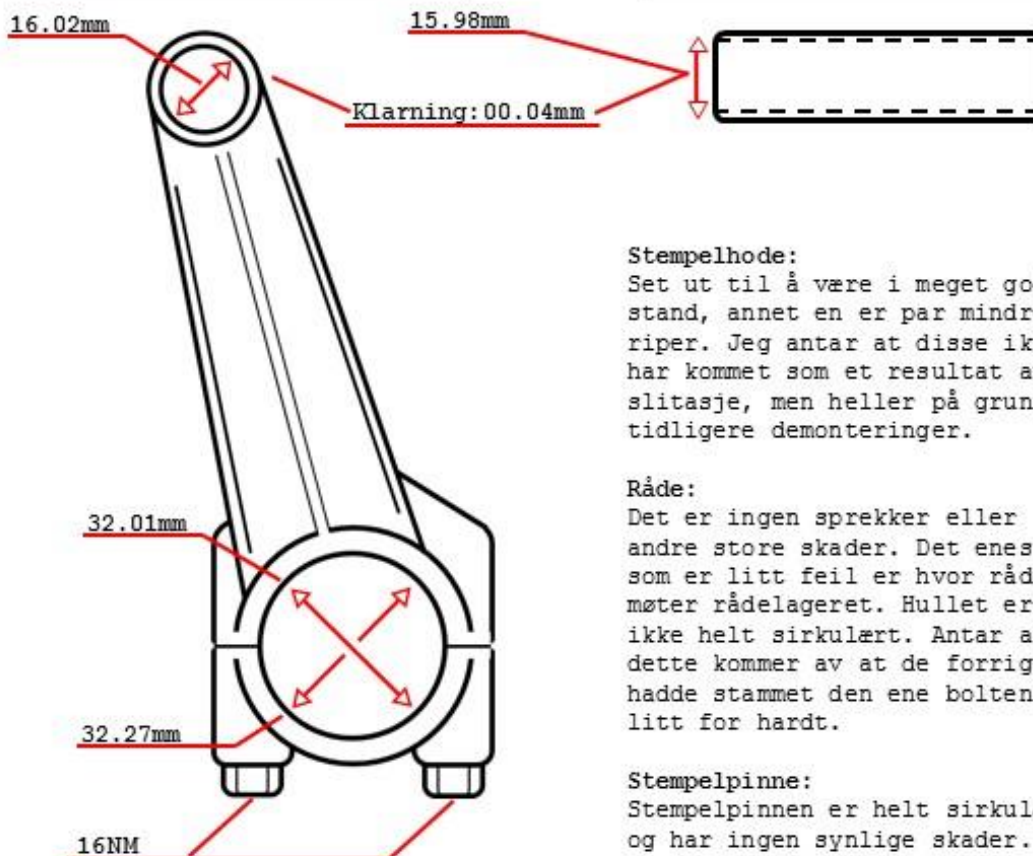 16.02mm
15.98mm
Klarning:00.04mm
Stempelhode:
Set ut til å være i meget go
stand, annet en er par mindr
riper. Jeg antar at disse ik
har kommet som et resultat a
slitasje, men heller på grun
tidligere demonteringer.
Råde:
Det er ingen sprekker eller
andre store skader. Det enes
som er litt feil er hvor råd
møter rådelageret. Hullet er
ikke helt sirkulært. Antar a
dette kommer av at de forrig
hadde stammet den ene bolten
litt for hardt.
32.01mm
32.27mm
16NM
Stempelpinne:
Stempelpinnen er helt sirkul
og har ingen synlige skader.